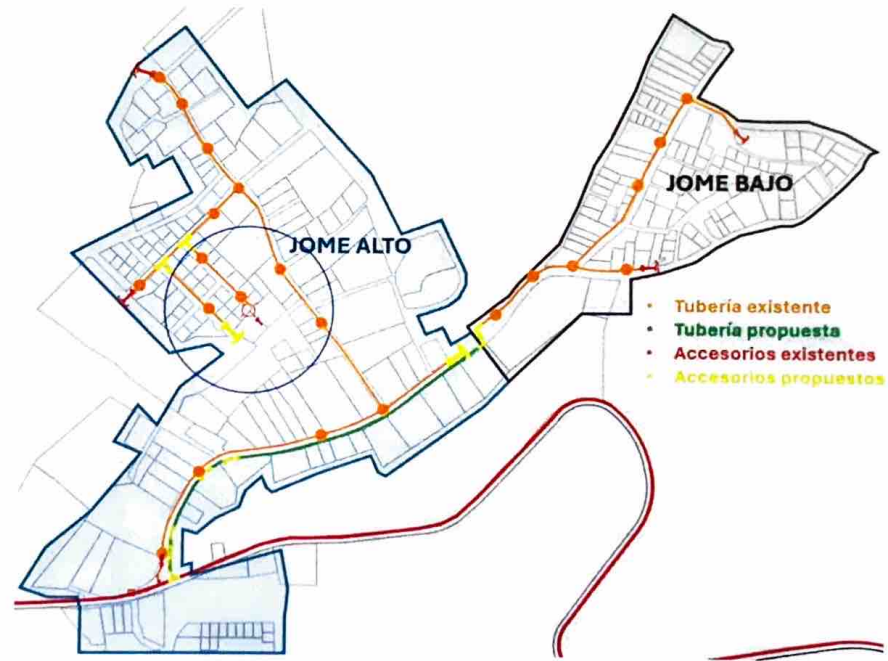 JOME BAJO
JOME ALTO
Tubería existente
Tubería propuesta
Accesorios existentes
Accesorios propuestos